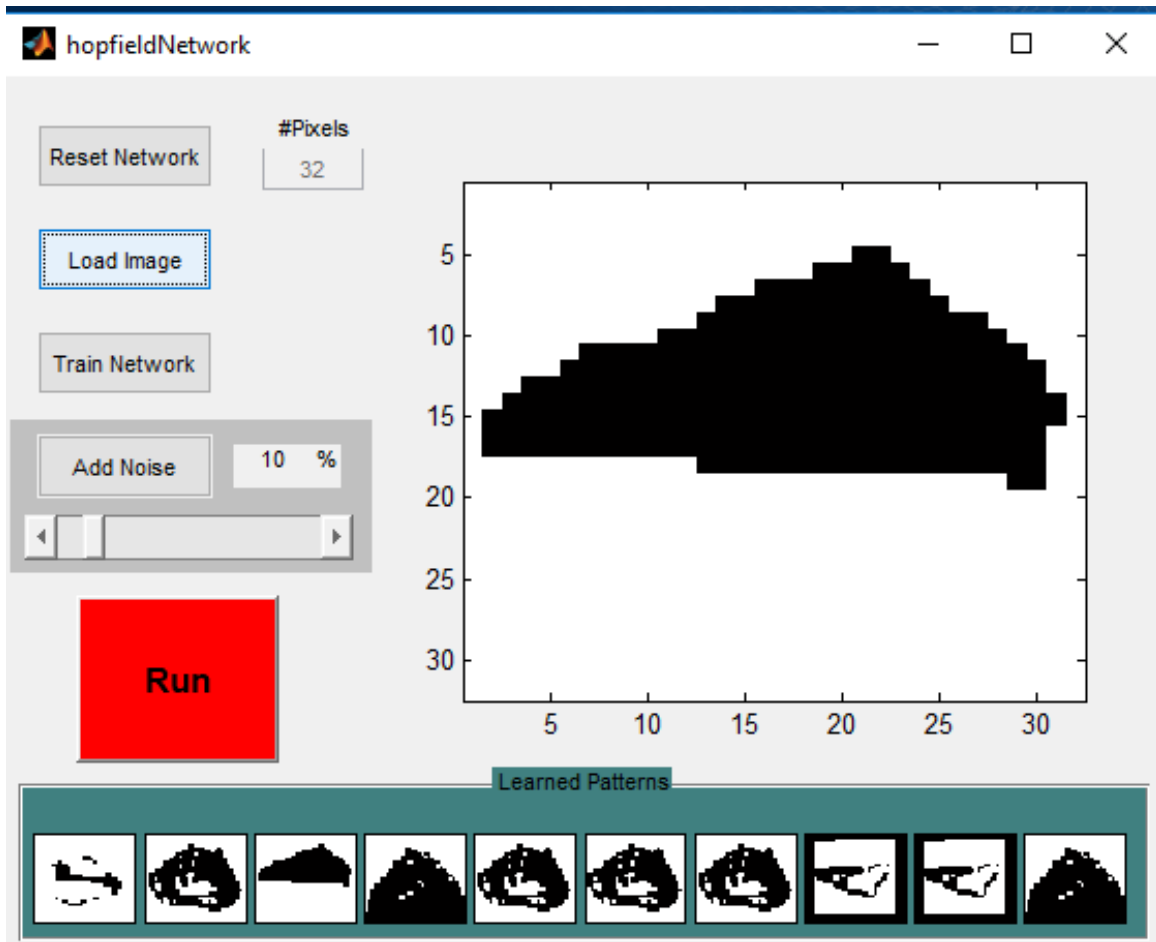 hopfieldNetwork
#Pixels
Reset Network
32
Load Image
Train Network
Add Noise
10 %
Run
5
10
15
20
25
30
5 10 15 20 25 30
Learned Patterns